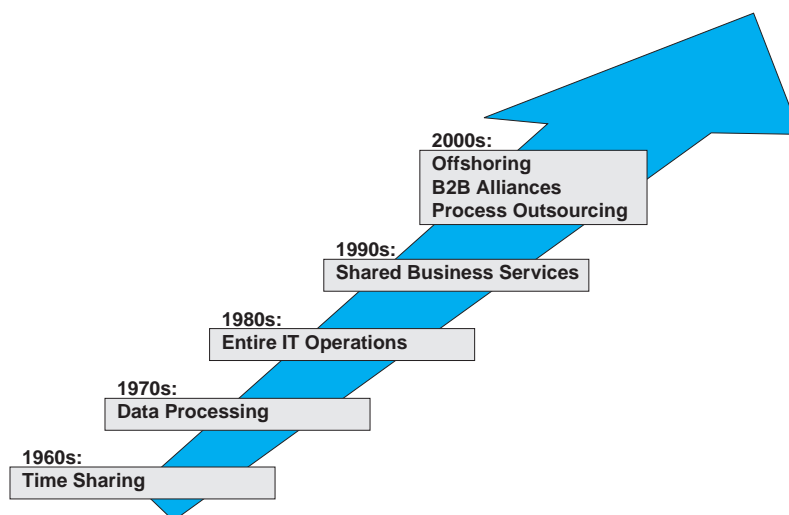 2000s:
Offshoring
B2B Alliances
Process Outsourcing
1990s:
Shared Business Services
1980s:
Entire IT Operations
1970s:
Data Processing
1960s:
Time Sharing